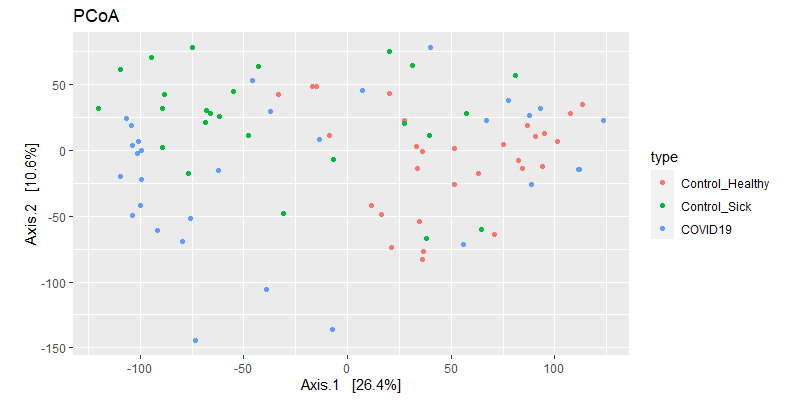 PCoA
50
0
-50
-100
-150
Axis.2 [10.6%]
-100
-50
0
50
100
Axis.1 [26.4%]
type
Control_Healthy
Control_Sick
COVID19